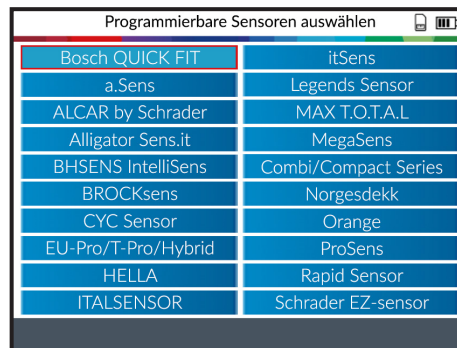 Programmierbare Sensoren auswählen
Bosch QUICK FIT
a.Sens
ALCAR by Schrader
Alligator Sens.it
BHSENS IntelliSens
BROCKsens
CYC Sensor
EU-Pro/T-Pro/Hybrid
HELLA
ITALSENSOR
itSens
Legends Sensor
MAX T.O.T.A.L
MegaSens
Combi/Compact Series
Norgesdekk
Orange
ProSens
Rapid Sensor
Schrader EZ-sensor